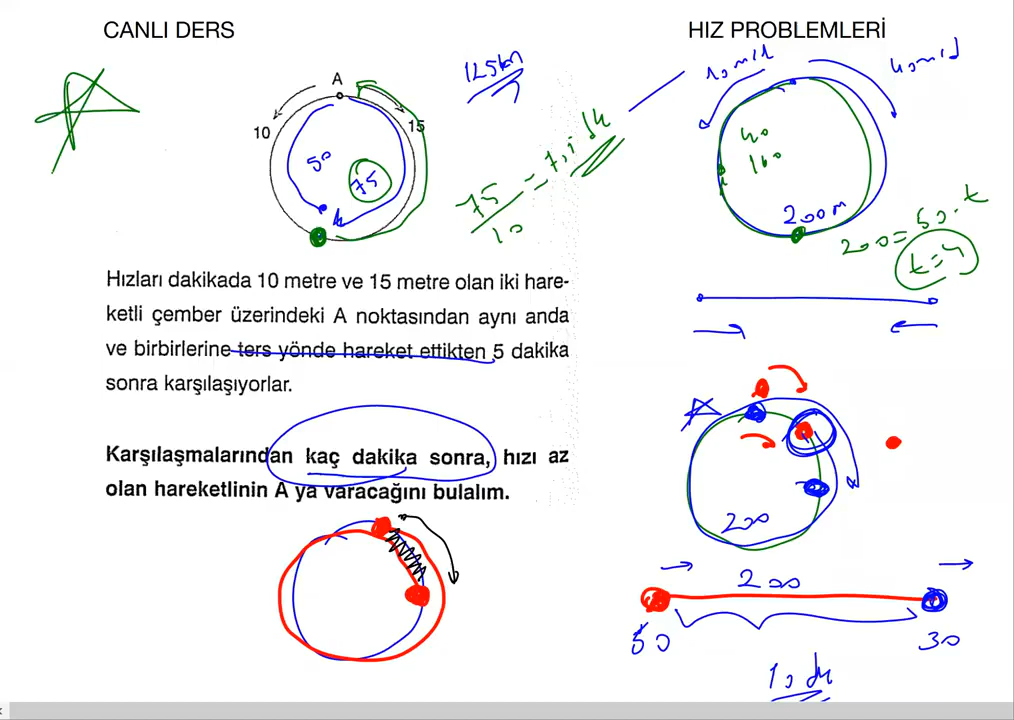 CANLI DERS
HIZ PROBLEMLERİ
A
10
15
50
75
125km
75/10 = 7,5 dk
10 m/d
40 m/d
40
160
200m
200=50.t
t=4
Hızları dakikada 10 metre ve 15 metre olan iki hare-
ketli çember üzerindeki A noktasından aynı anda
ve birbirlerine ters yönde hareket ettikten 5 dakika
sonra karşılaşıyorlar.
Karşılaşmalarından kaç dakika sonra, hızı az
olan hareketlinin A ya varacağını bulalım.
200
200
50
30
10 dk